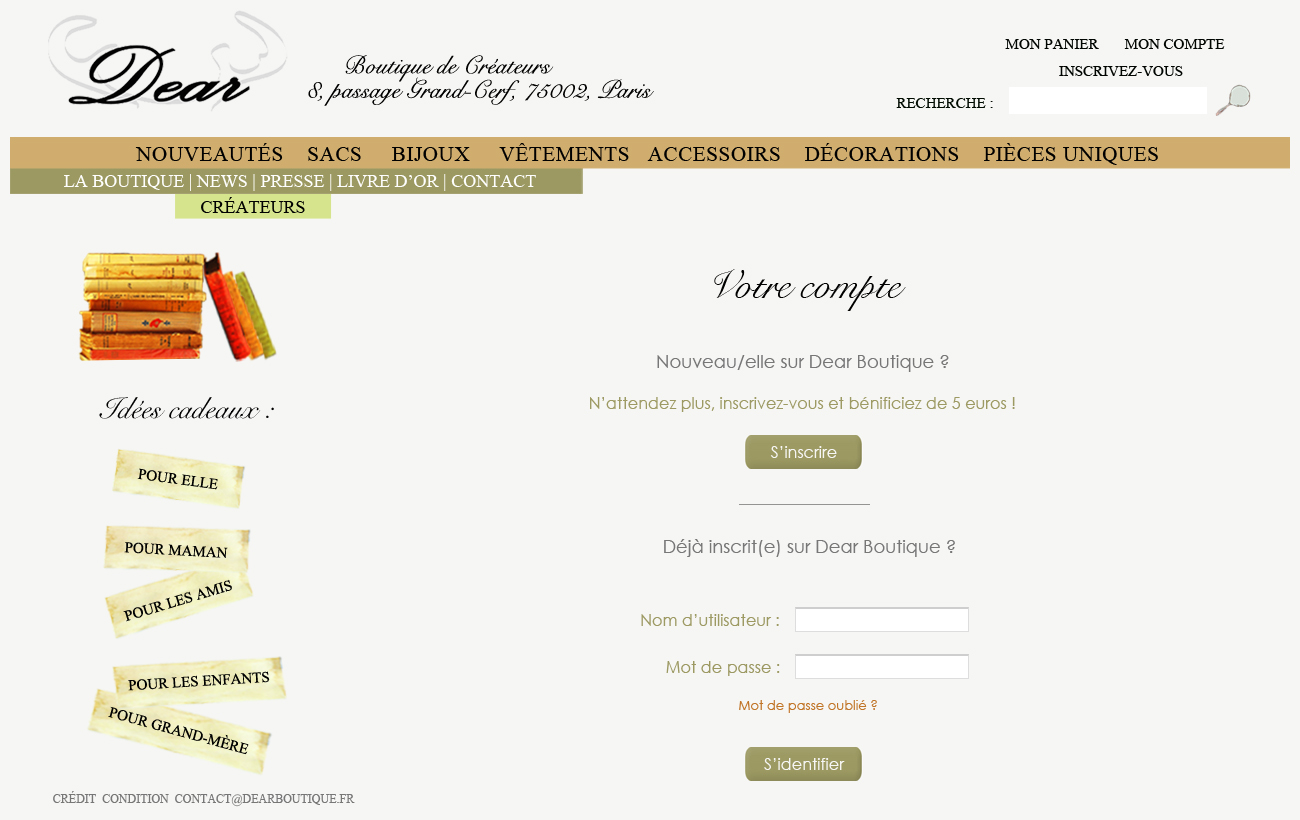 Dear
Boutique de Créateurs
8, passage Grand-Cerf, 75002, Paris
MON PANIER MON COMPTE
INSCRIVEZ-VOUS
RECHERCHE :
NOUVEAUTÉS SACS BIJOUX VÊTEMENTS ACCESSOIRS DÉCORATIONS PIÈCES UNIQUES
LA BOUTIQUE | NEWS | PRESSE | LIVRE D’OR | CONTACT
CRÉATEURS
Idées cadeaux :
POUR ELLE
POUR MAMAN
POUR LES AMIS
POUR LES ENFANTS
POUR GRAND-MÈRE
Votre compte
Nouveau/elle sur Dear Boutique ?
N’attendez plus, inscrivez-vous et bénificiez de 5 euros !
S’inscrire
Déjà inscrit(e) sur Dear Boutique ?
Nom d’utilisateur :
Mot de passe :
Mot de passe oublié ?
S’identifier
CRÉDIT CONDITION CONTACT@DEARBOUTIQUE.FR